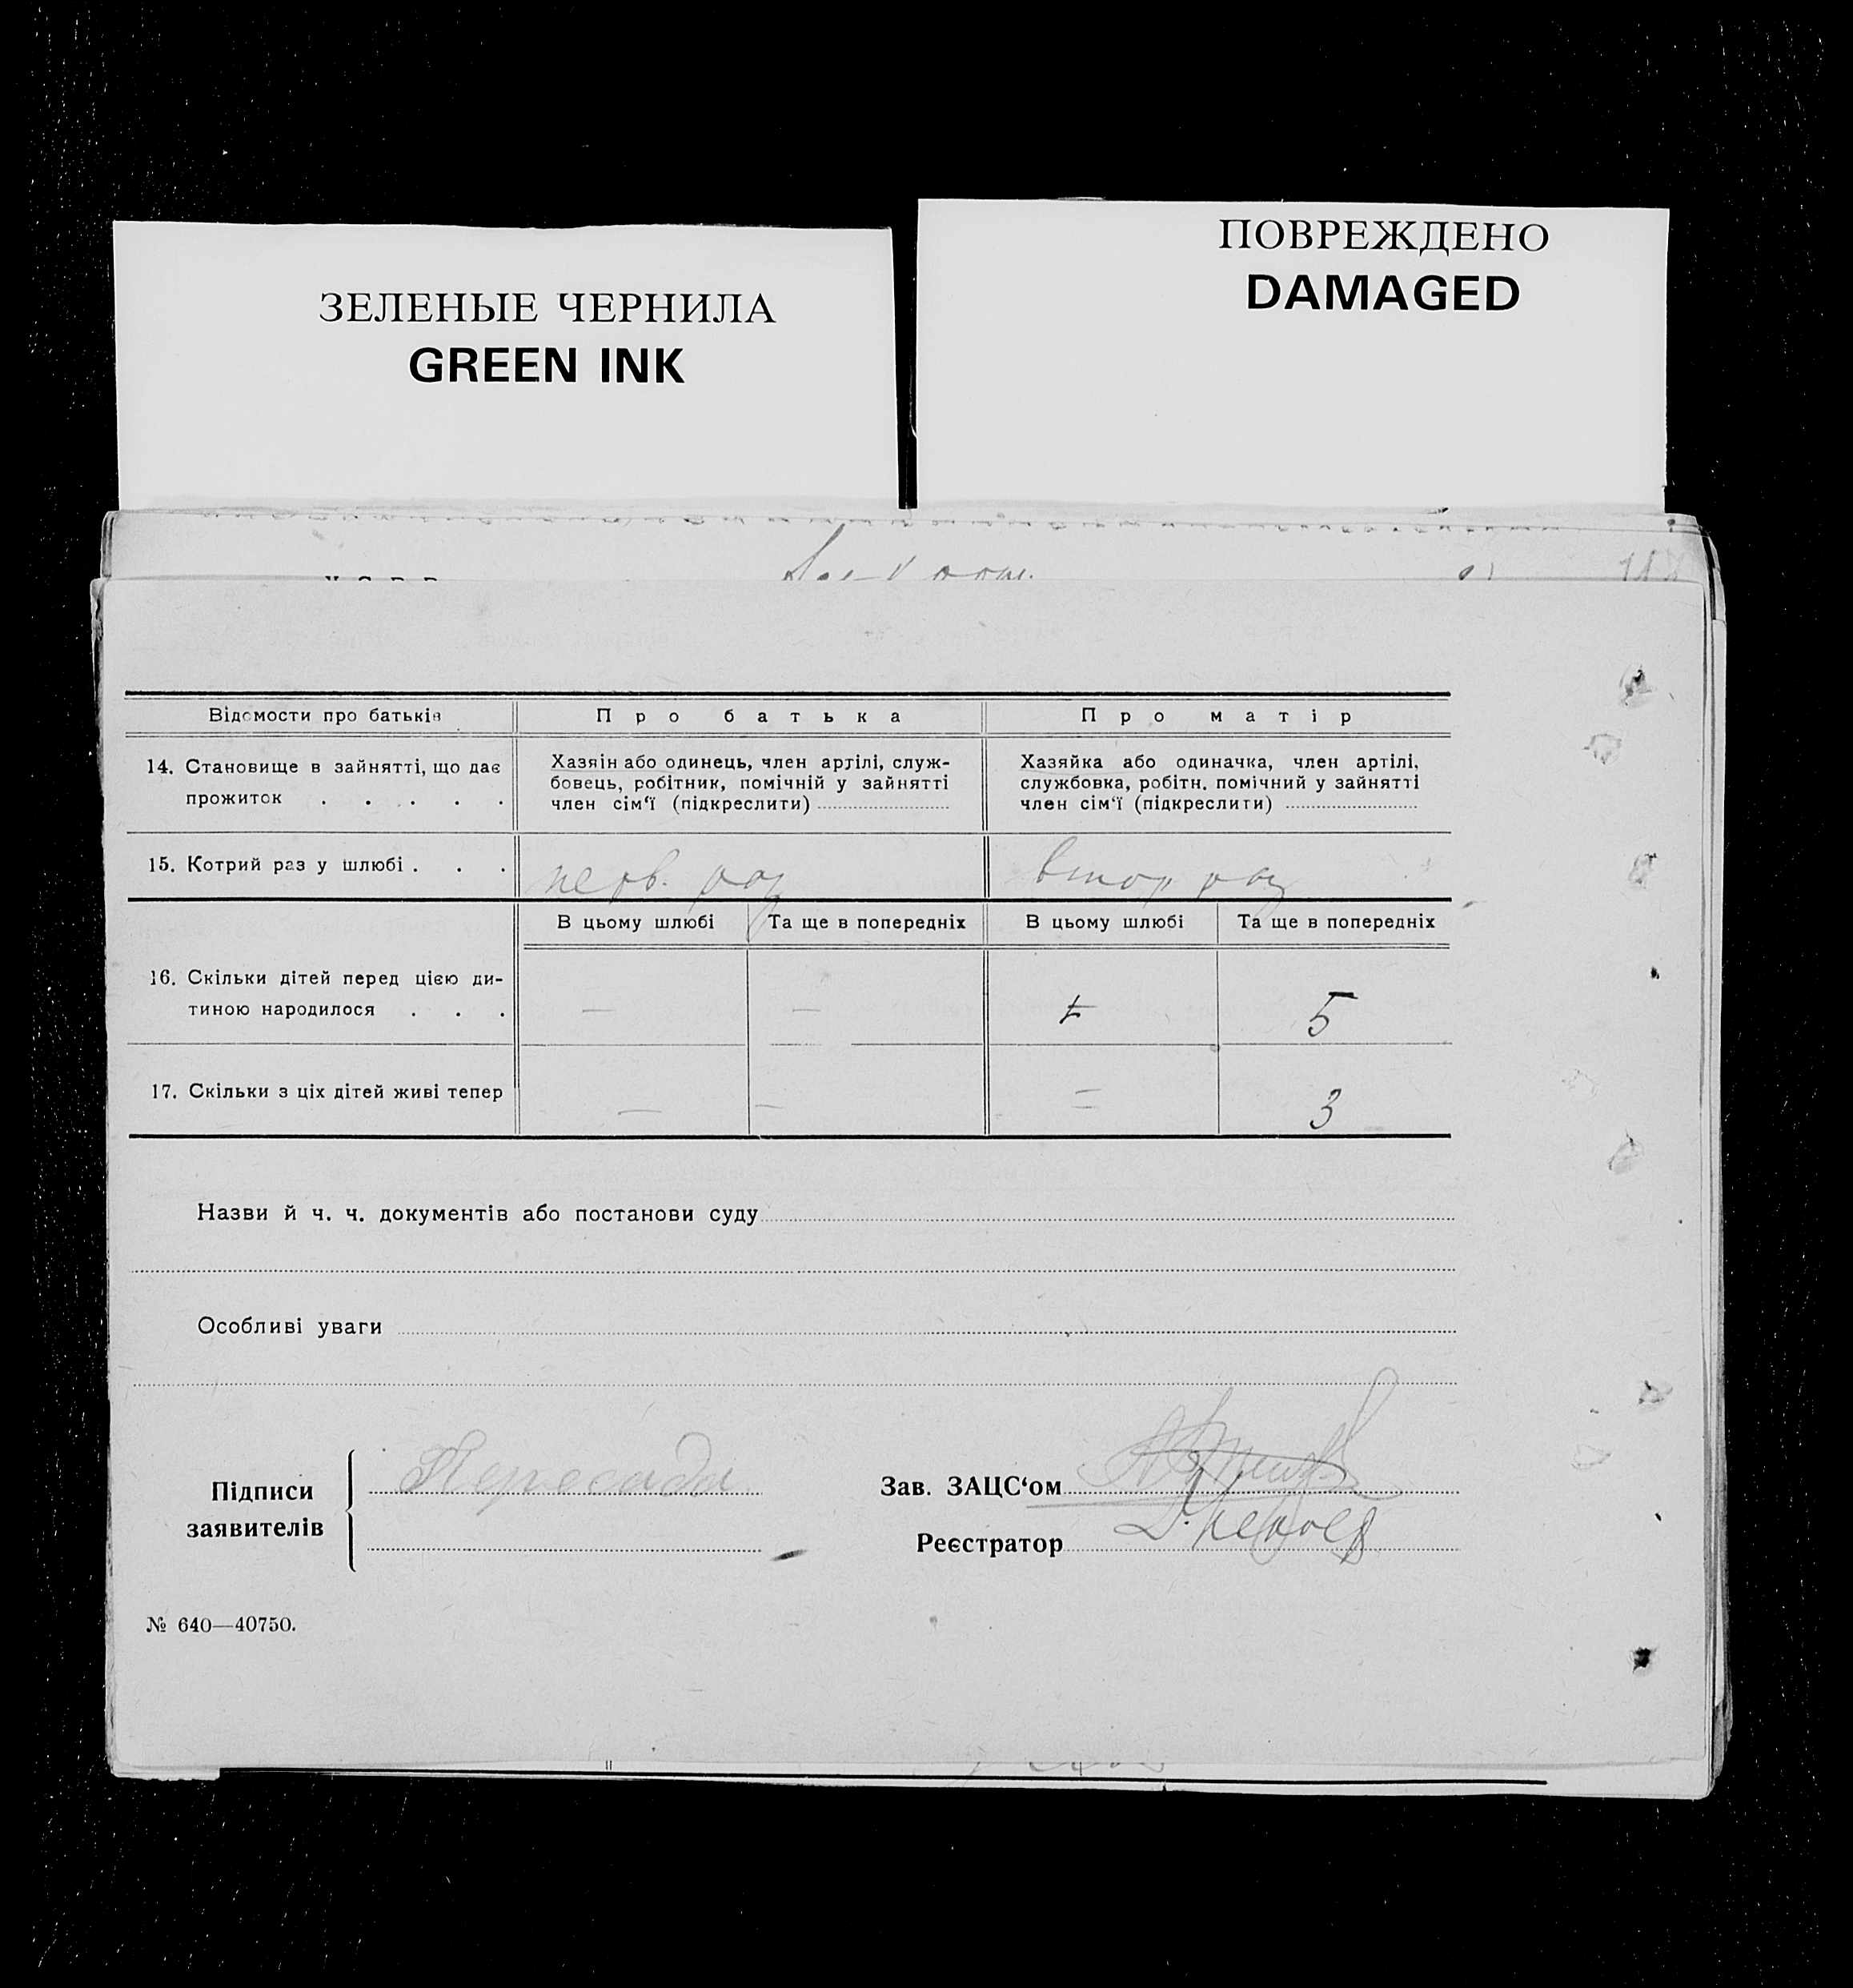 ЗЕЛЕНЫЕ ЧЕРНИЛА
GREEN INK
ПОВРЕЖДЕНО
DAMAGED
Відомости про батьків
Про батька
Про матір
14. Становище в зайнятті, що дає
прожиток . . . . .
Хазяін або одинець, член артілі, служ-
бовець, робітник, помічній у зайнятті
член сім'ї (підкреслити)
Хазяйка або одиначка, член артілі,
службовка, робітн. помічний у зайнятті
член сім'ї (підкреслити)
15. Котрий раз у шлюбі . . .
перв. раз
втор раз
В цьому шлюбі
Та ще в попередніх
В цьому шлюбі
Та ще в попередніх
16. Скільки дітей перед цією ди-
тиною народилося . . .
— — 5
17. Скільки з ціх дітей живі тепер
— — = 3
Назви й ч. ч. документів або постанови суду
Особливі уваги
Підписи
заявителів
Пересада
Зав. ЗАЦС'ом
Реєстратор
№ 640—40750.